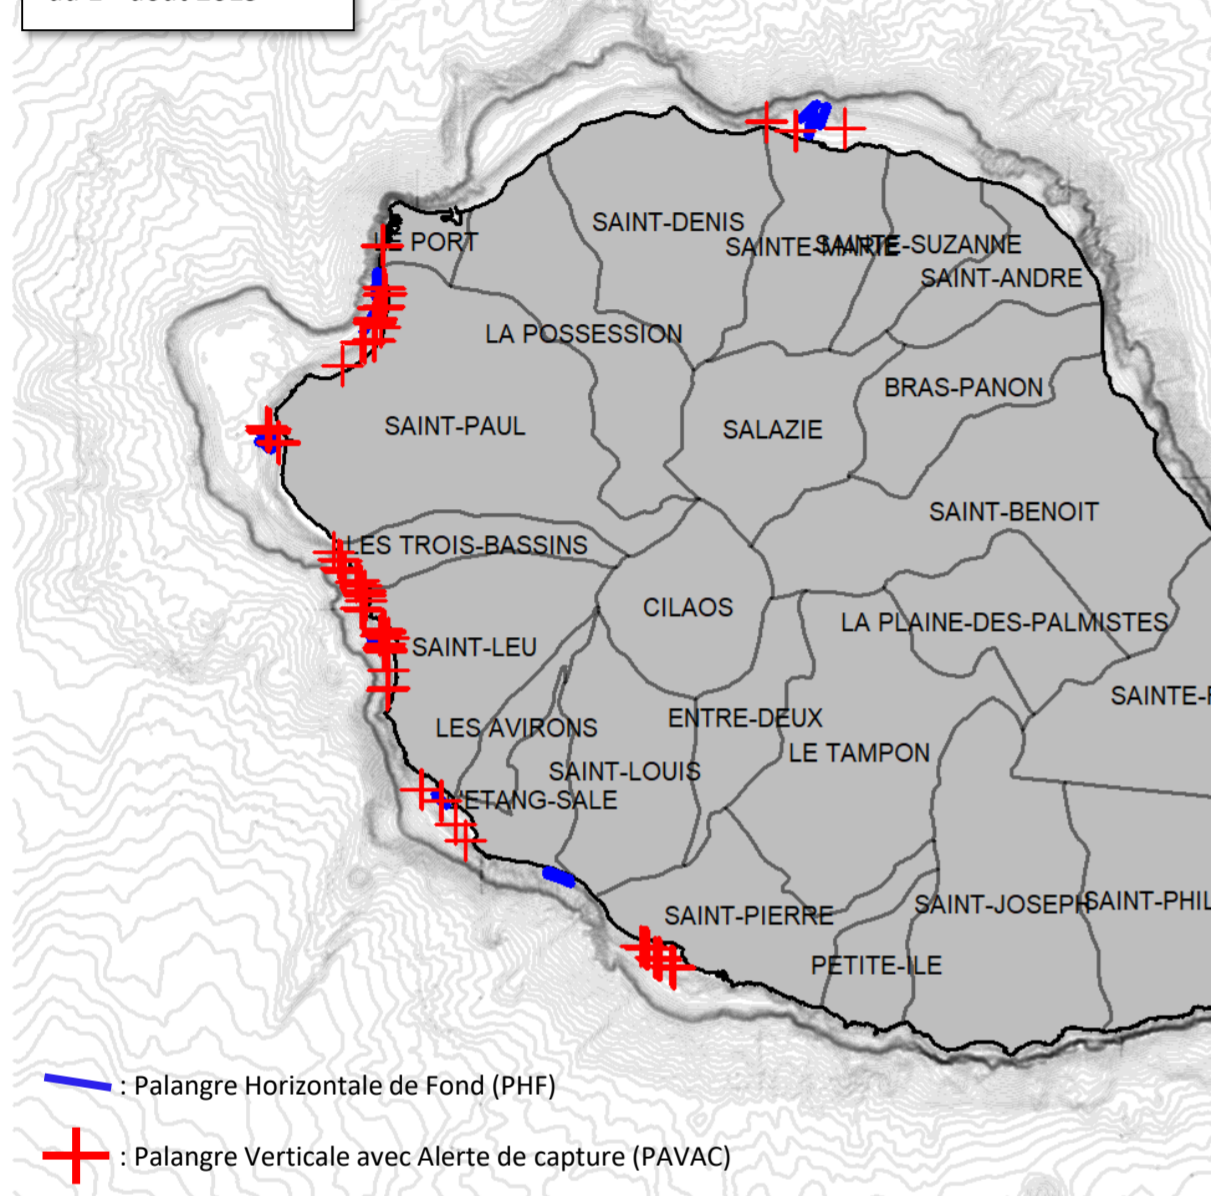 SAINT-DENIS
LE PORT
SAINTE-MARIE
SAINTE-SUZANNE
SAINT-ANDRE
LA POSSESSION
BRAS-PANON
SAINT-PAUL
SALAZIE
SAINT-BENOIT
LES TROIS-BASSINS
CILAOS
LA PLAINE-DES-PALMISTES
SAINT-LEU
SAINTE-
ENTRE-DEUX
LES AVIRONS
LE TAMPON
SAINT-LOUIS
ETANG-SALE
SAINT-JOSEPH
SAINT-PHIL
SAINT-PIERRE
PETITE-ILE
: Palangre Horizontale de Fond (PHF)
: Palangre Verticale avec Alerte de capture (PAVAC)